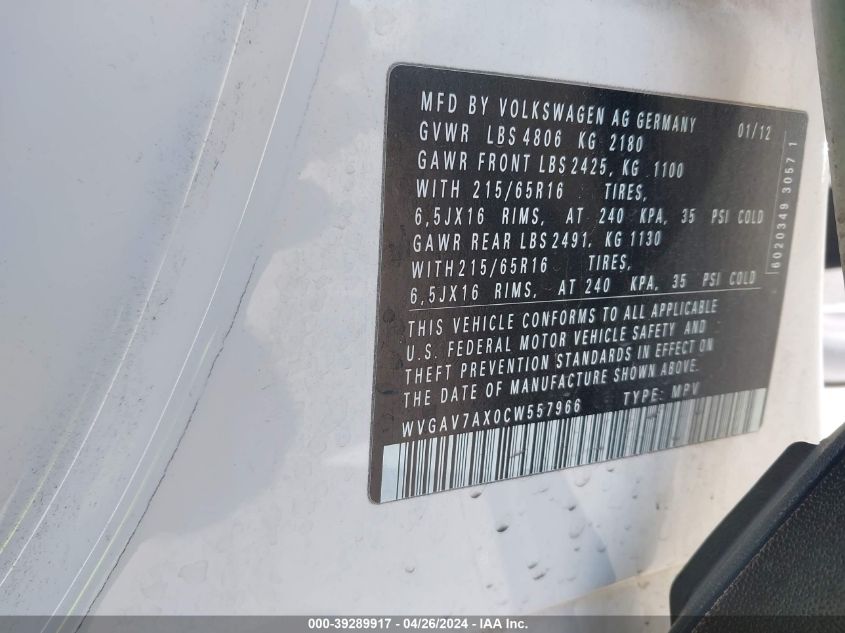 MFD BY VOLKSWAGEN AG GERMANY 01/12
GVWR LBS 4806 KG 2180
GAWR FRONT LBS 2425, KG 1100
WITH 215/65R16 TIRES,
6,5JX16 RIMS, AT 240 KPA, 35 PSI COLD
GAWR REAR LBS 2491, KG 1130
WITH 215/65R16 TIRES,
6,5JX16 RIMS, AT 240 KPA, 35 PSI COLD
THIS VEHICLE CONFORMS TO ALL APPLICABLE
U.S. FEDERAL MOTOR VEHICLE SAFETY AND
THEFT PREVENTION STANDARDS IN EFFECT ON
THE DATE OF MANUFACTURE SHOWN ABOVE.
WVGAV7AX0CW557966 TYPE: MPV
6020349 3057 1
000-39289917 - 04/26/2024 - IAA Inc.